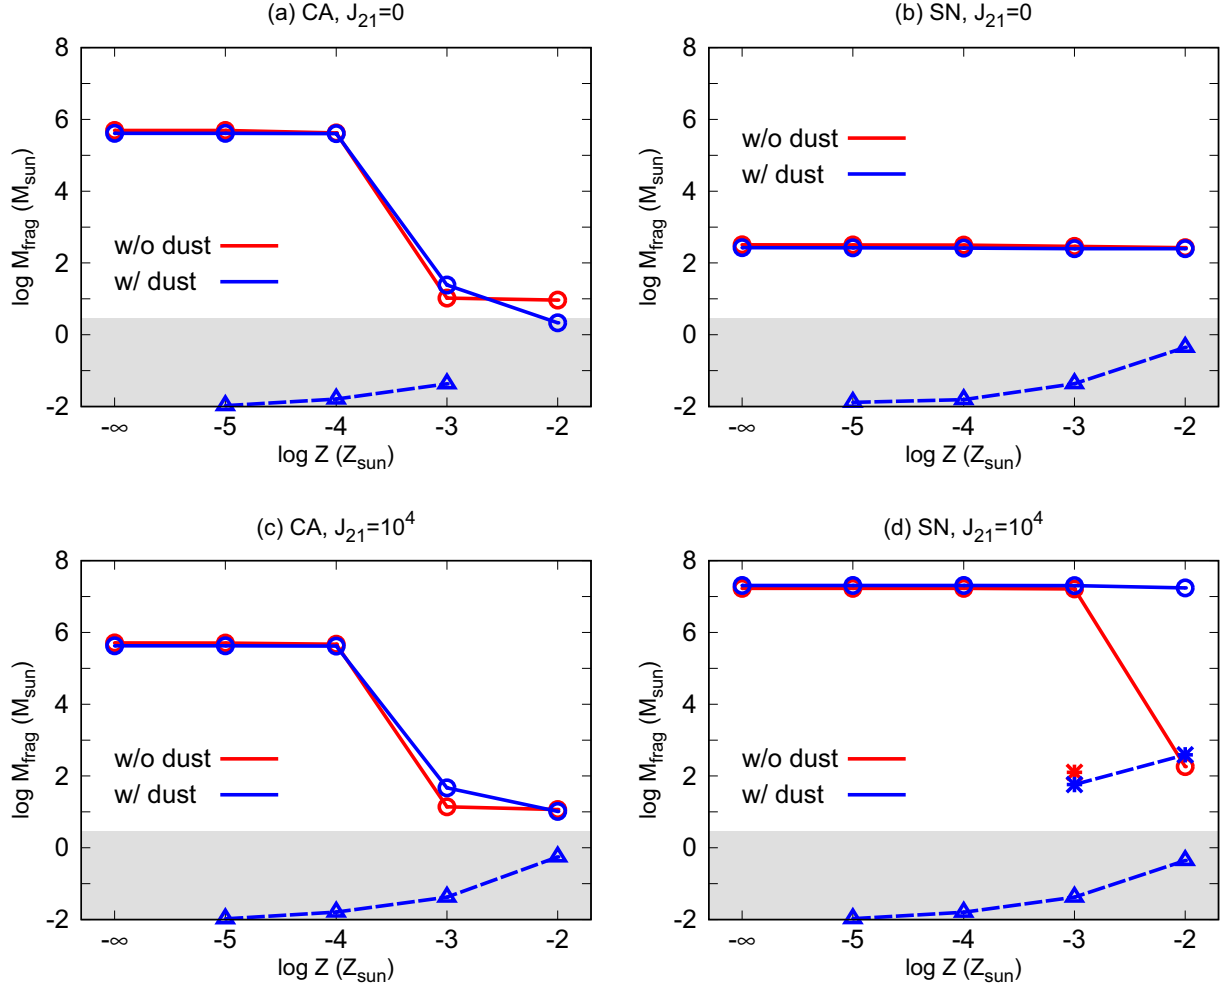 (a) CA, J21=0
8
6
4
2
0
-2
log Mfrag (Msun)
w/o dust
w/ dust
-∞ -5 -4 -3 -2
log Z (Zsun)
(b) SN, J21=0
8
6
4
2
0
-2
log Mfrag (Msun)
w/o dust
w/ dust
-∞ -5 -4 -3 -2
log Z (Zsun)
(c) CA, J21=10^4
8
6
4
2
0
-2
log Mfrag (Msun)
w/o dust
w/ dust
-∞ -5 -4 -3 -2
log Z (Zsun)
(d) SN, J21=10^4
8
6
4
2
0
-2
log Mfrag (Msun)
w/o dust
w/ dust
-∞ -5 -4 -3 -2
log Z (Zsun)